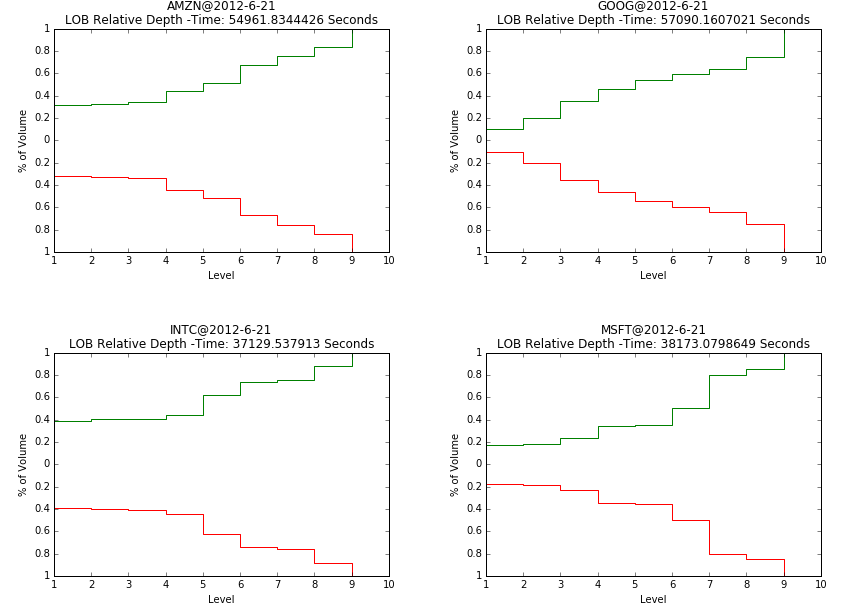 AMZN@2012-6-21
LOB Relative Depth -Time: 54961.8344426 Seconds
1
0.8
0.6
0.4
0.2
0
0.2
0.4
0.6
0.8
1
% of Volume
1 2 3 4 5 6 7 8 9 10
Level
GOOG@2012-6-21
LOB Relative Depth -Time: 57090.1607021 Seconds
1
0.8
0.6
0.4
0.2
0
0.2
0.4
0.6
0.8
1
% of Volume
1 2 3 4 5 6 7 8 9 10
Level
INTC@2012-6-21
LOB Relative Depth -Time: 37129.537913 Seconds
1
0.8
0.6
0.4
0.2
0
0.2
0.4
0.6
0.8
1
% of Volume
1 2 3 4 5 6 7 8 9 10
Level
MSFT@2012-6-21
LOB Relative Depth -Time: 38173.0798649 Seconds
1
0.8
0.6
0.4
0.2
0
0.2
0.4
0.6
0.8
1
% of Volume
1 2 3 4 5 6 7 8 9 10
Level